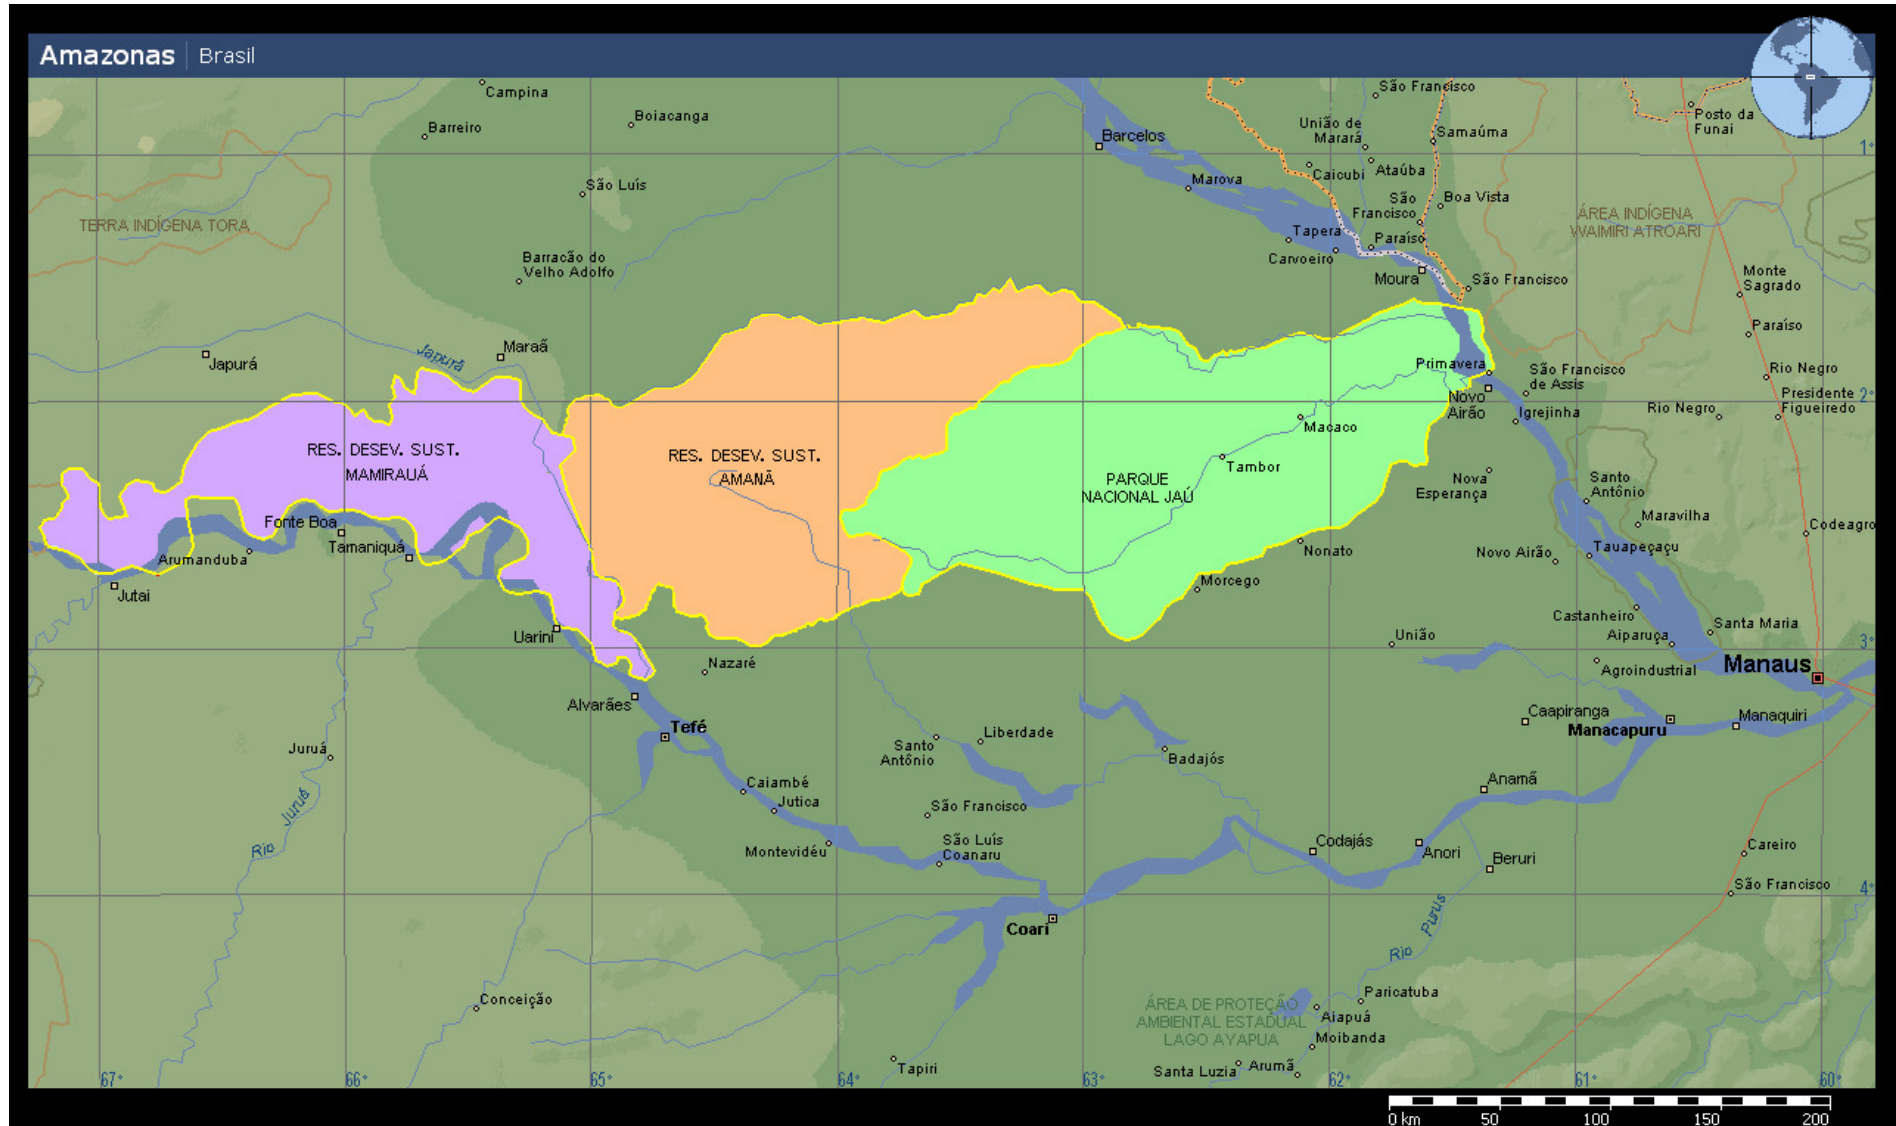 Amazonas | Brasil
Campina
Boiacanga
Barreiro
Barcelos
São Francisco
União de
Marará
Samaúma
Posto da
Funai
1°
Caicubi
Ataúba
Marova
São Luís
São
Francisco
Boa Vista
TERRA INDÍGENA TORA
ÁREA INDÍGENA
WAIMIRI ATROARI
Tapera
Paraíso
Carvoeiro
Barracão do
Velho Adolfo
Moura
São Francisco
Monte
Sagrado
Paraíso
Maraã
Japurá
Japurá
Primavera
São Francisco
de Assis
Rio Negro
Novo
Airão
Igrejinha
Rio Negro
Presidente
Figueiredo
2°
Macaco
RES. DESEV. SUST.
MAMIRAUÁ
RES. DESEV. SUST.
AMANÃ
PARQUE
NACIONAL JAÚ
Tambor
Nova
Esperança
Santo
Antônio
Maravilha
Codeagro
Fonte Boa
Tamaniquá
Arumanduba
Jutai
Nonato
Novo Airão
Tauapeçaçu
Morcego
Castanheiro
Santa Maria
Uarini
União
Aiparuça
3°
Nazaré
Agroindustrial
Manaus
Alvarães
Tefé
Caapiranga
Manacapuru
Manaquiri
Juruá
Santo
Antônio
Liberdade
Badajós
Caiambé
Jutica
Anamã
Rio Juruá
São Francisco
Montevidéu
São Luís
Coanaru
Codajás
Anori
Beruri
Careiro
São Francisco
4°
Coari
Rio Purus
Conceição
Paricatuba
ÁREA DE PROTEÇÃO
AMBIENTAL ESTADUAL
LAGO AYAPUA
Aiapuá
Moibanda
Tapiri
Santa Luzia
Arumã
67°
66°
65°
64°
63°
62°
61°
60°
0 km
50
100
150
200